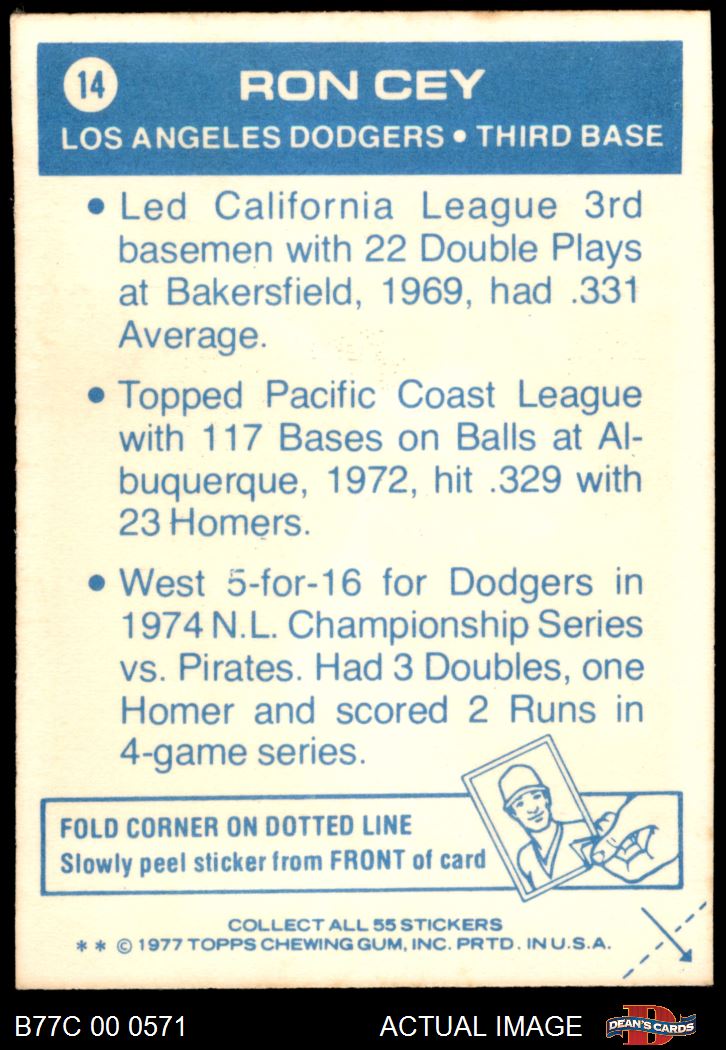 14
RON CEY
LOS ANGELES DODGERS • THIRD BASE
• Led California League 3rd
basemen with 22 Double Plays
at Bakersfield, 1969, had .331
Average.
• Topped Pacific Coast League
with 117 Bases on Balls at Al-
buquerque, 1972, hit .329 with
23 Homers.
• West 5-for-16 for Dodgers in
1974 N.L. Championship Series
vs. Pirates. Had 3 Doubles, one
Homer and scored 2 Runs in
4-game series.
FOLD CORNER ON DOTTED LINE
Slowly peel sticker from FRONT of card
COLLECT ALL 55 STICKERS
* * © 1977 TOPPS CHEWING GUM, INC. PRTD. IN U.S.A.
B77C 00 0571
ACTUAL IMAGE
D
DEAN'S CARDS